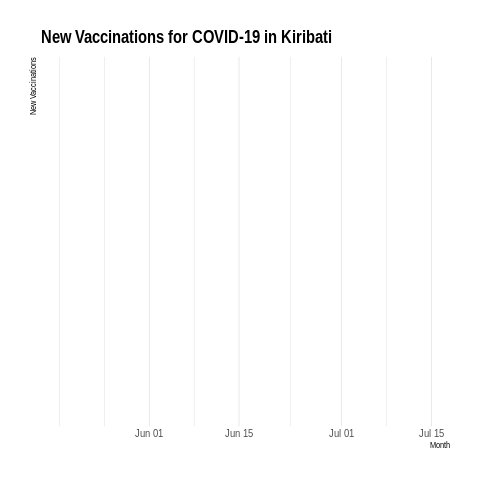 New Vaccinations for COVID-19 in Kiribati
New Vaccinations
Jun 01 Jun 15 Jul 01 Jul 15
Month